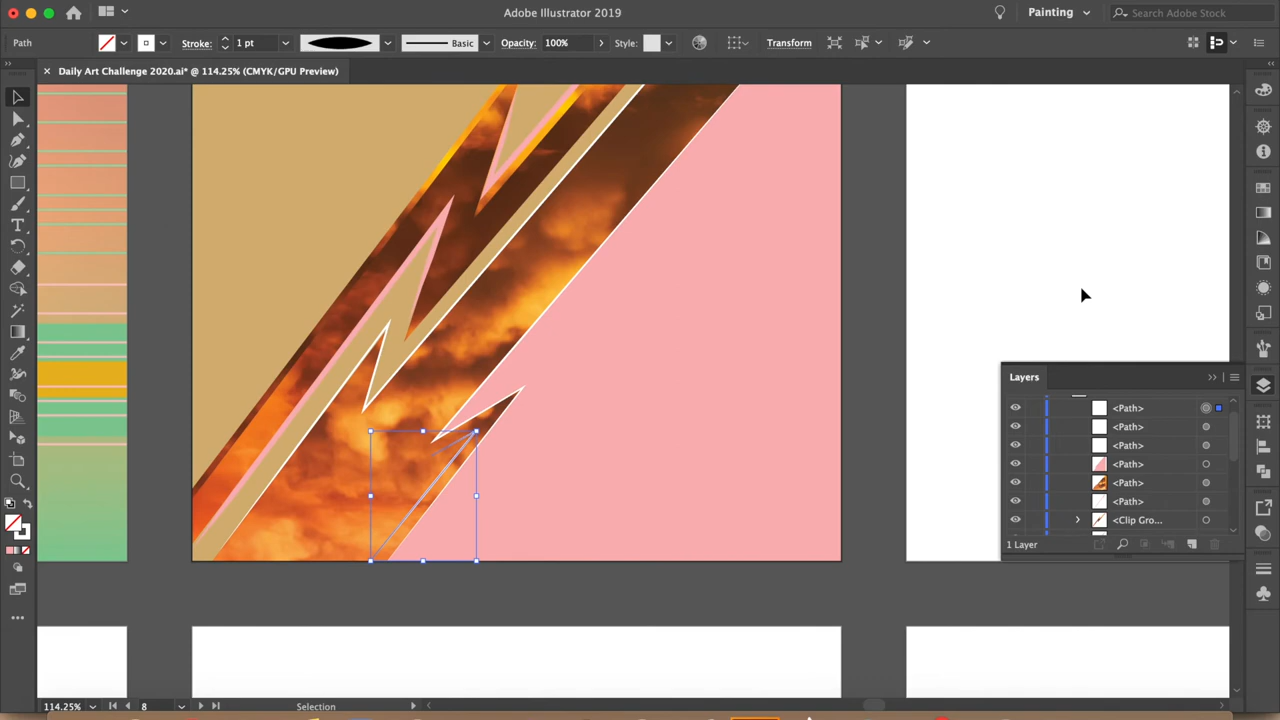 Adobe Illustrator 2019
Painting
Search Adobe Stock
Path
Stroke:
1 pt
Basic
Opacity:
100%
Style:
Transform
× Daily Art Challenge 2020.ai* @ 114.25% (CMYK/GPU Preview)
Layers
<Path>
<Path>
<Path>
<Path>
<Path>
<Path>
<Clip Gro...
1 Layer
114.25%
8
Selection